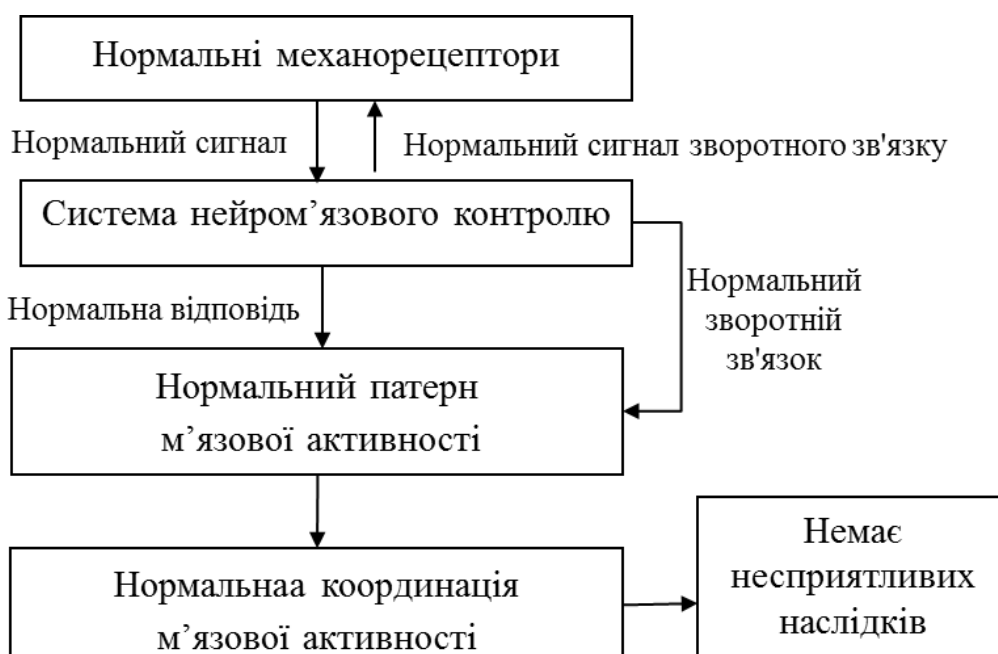 Нормальні механорецептори
Нормальний сигнал
Нормальний сигнал зворотного зв'язку
Система нейром’язового контролю
Нормальна відповідь
Нормальний
зворотній
зв'язок
Нормальний патерн
м’язової активності
Нормальнаа координація
м’язової активності
Немає
несприятливих
наслідків